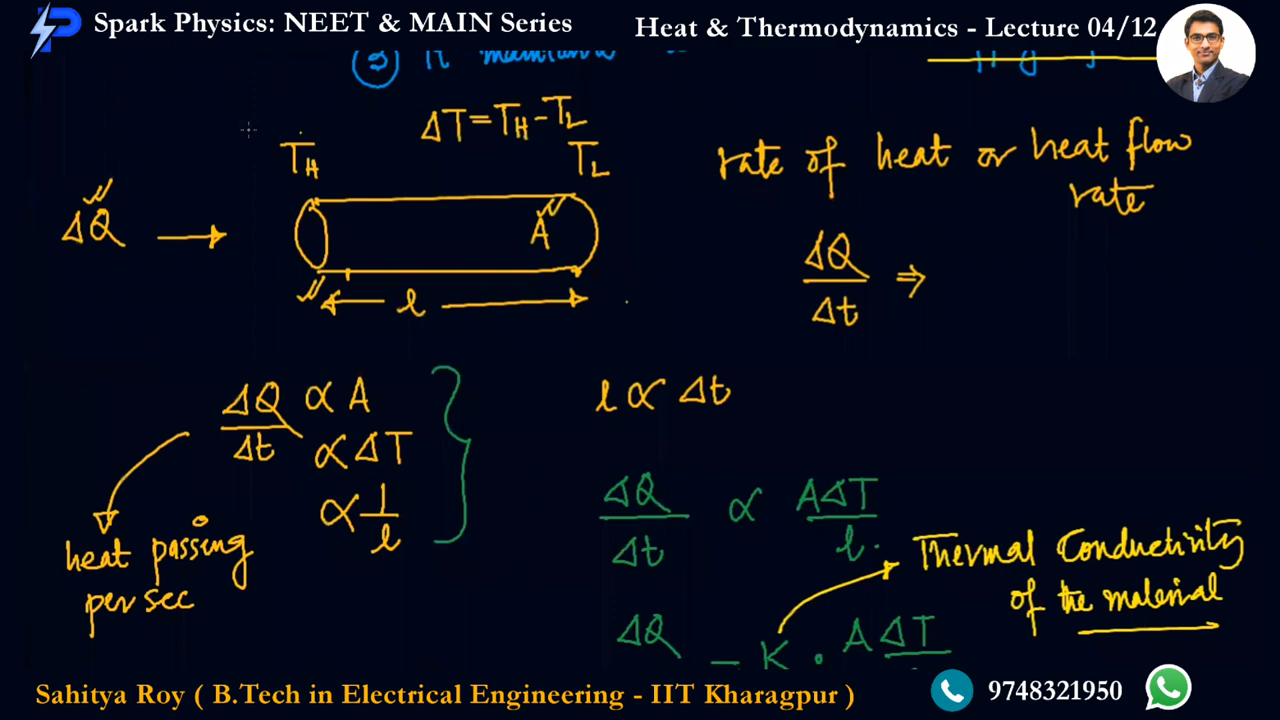 Spark Physics: NEET & MAIN Series
Heat & Thermodynamics - Lecture 04/12
③ It
ΔT = T_H - T_L
T_H
T_L
ΔQ →
A
l
rate of heat or heat flow
rate
ΔQ/Δt ⇒
ΔQ/Δt ∝ A
∝ ΔT
∝ 1/l
heat passing
per sec
l ∝ Δt
ΔQ/Δt ∝ AΔT/l
Thermal Conductivity
of the material
ΔQ = K . AΔT
Sahitya Roy ( B.Tech in Electrical Engineering - IIT Kharagpur )
9748321950